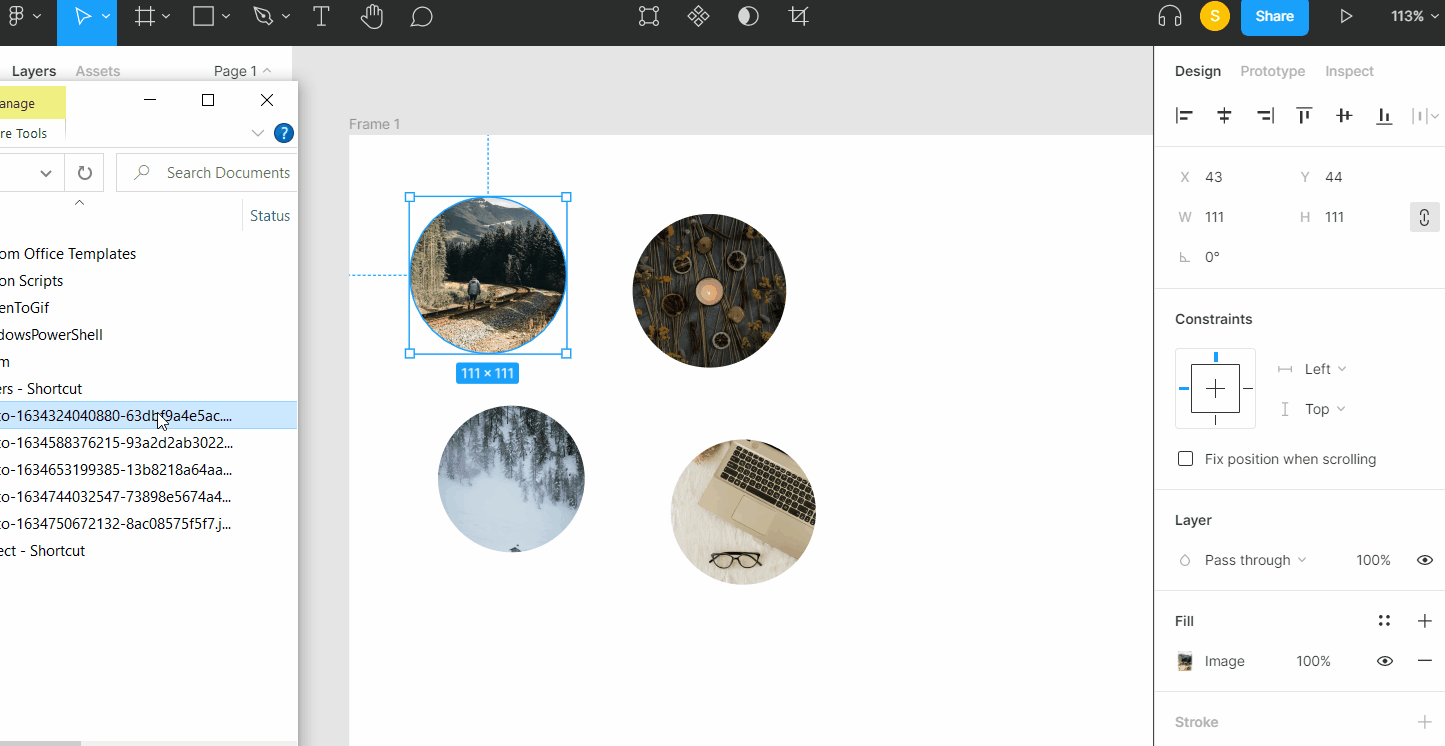 S
Share
113%
Layers
Assets
Page 1
anage
re Tools
?
Search Documents
Status
om Office Templates
on Scripts
enToGif
dowsPowerShell
m
ers - Shortcut
to-1634324040880-63dbf9a4e5ac....
to-1634588376215-93a2d2ab3022...
to-1634653199385-13b8218a64aa...
to-1634744032547-73898e5674a4...
to-1634750672132-8ac08575f5f7.j...
ect - Shortcut
Frame 1
111 × 111
Design
Prototype
Inspect
X 43
Y 44
W 111
H 111
0°
Constraints
Left
Top
Fix position when scrolling
Layer
Pass through
100%
Fill
Image
100%
Stroke